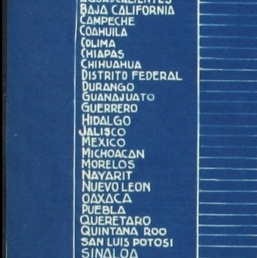 AGUASCALIENTES
BAJA CALIFORNIA
CAMPECHE
COAHUILA
COLIMA
CHIAPAS
CHIHUAHUA
DISTRITO FEDERAL
DURANGO
GUANAJUATO
GUERRERO
HIDALGO
JALISCO
MEXICO
MICHOACAN
MORELOS
NAYARIT
NUEVO LEON
OAXACA
PUEBLA
QUERETARO
QUINTANA ROO
SAN LUIS POTOSI
SINALOA